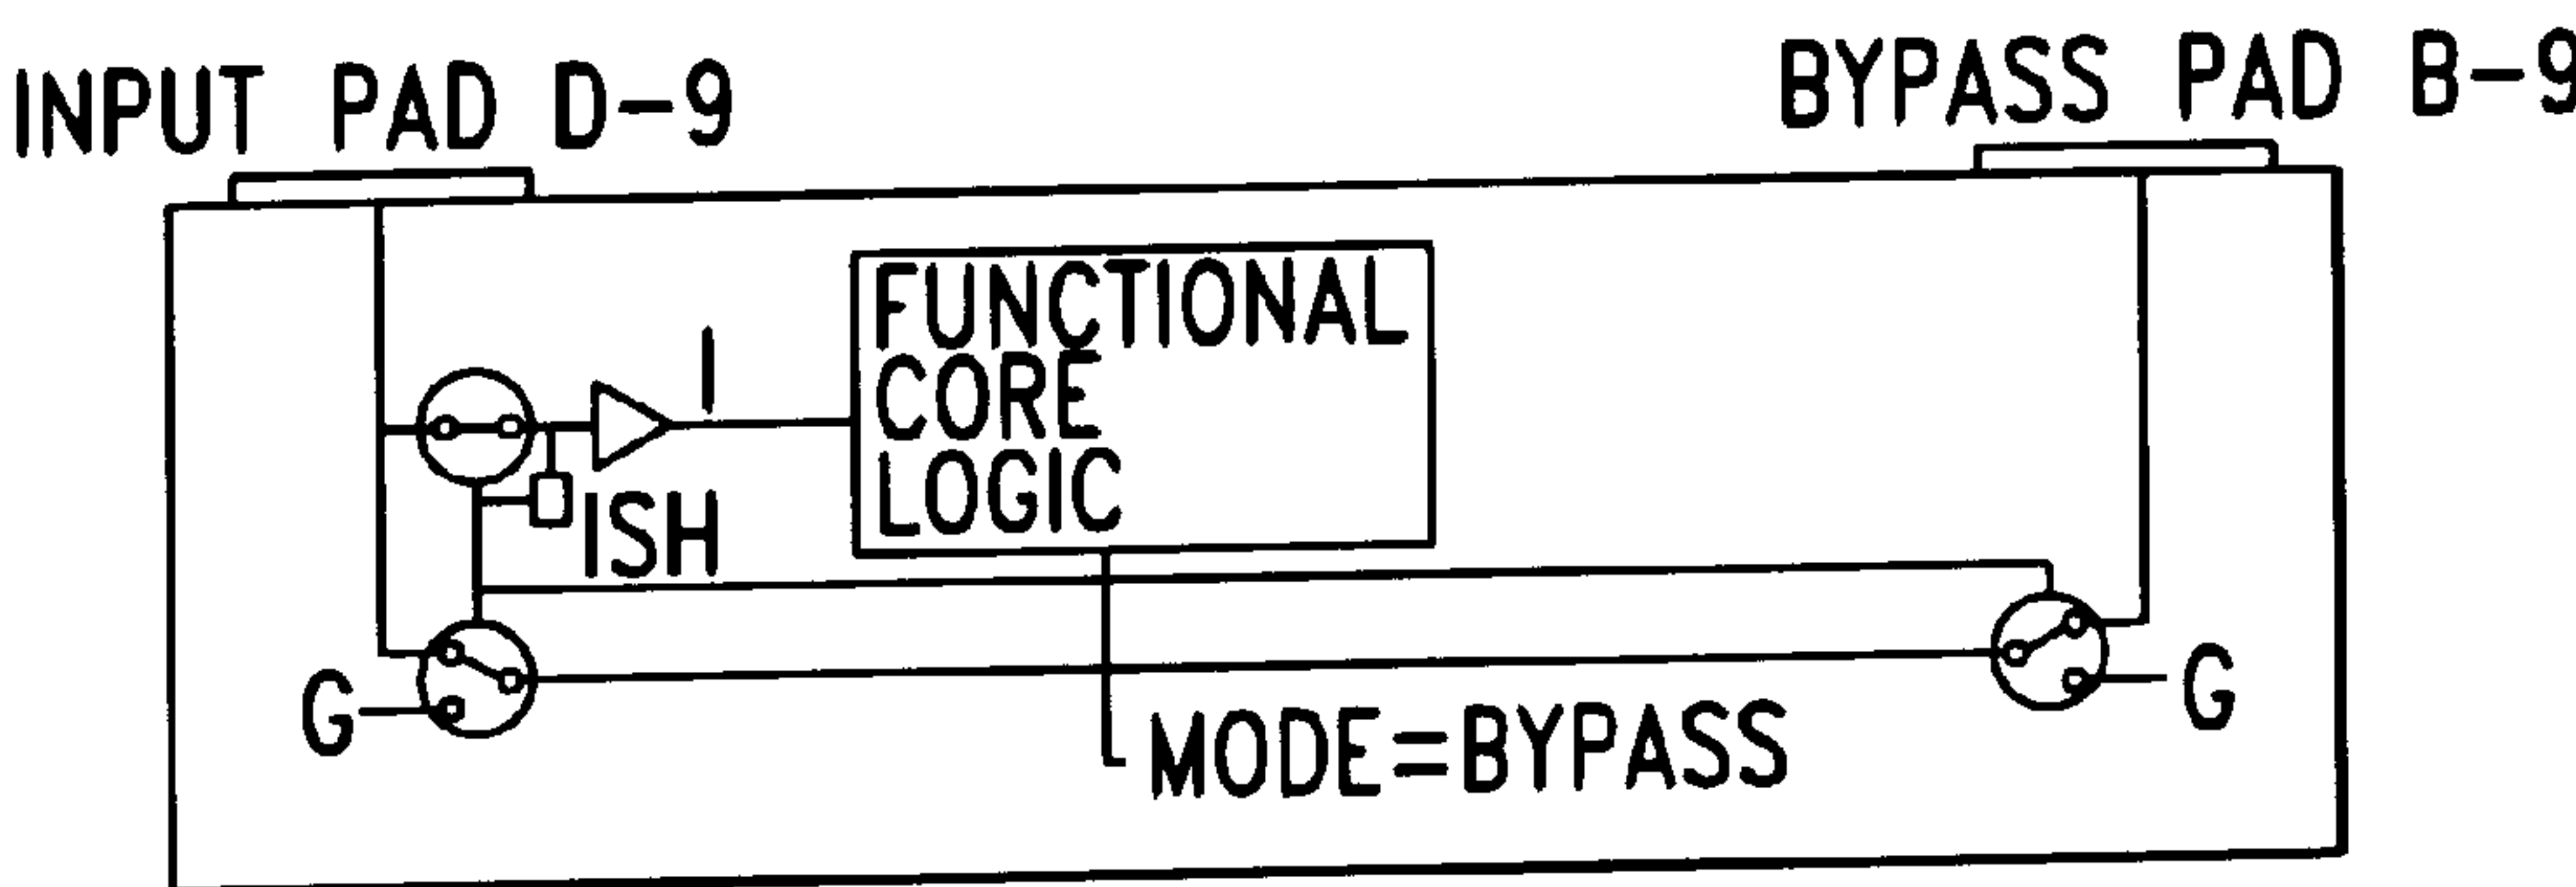 INPUT PAD D-9
BYPASS PAD B-9
FUNCTIONAL
CORE
LOGIC
I
ISH
G
G
MODE=BYPASS